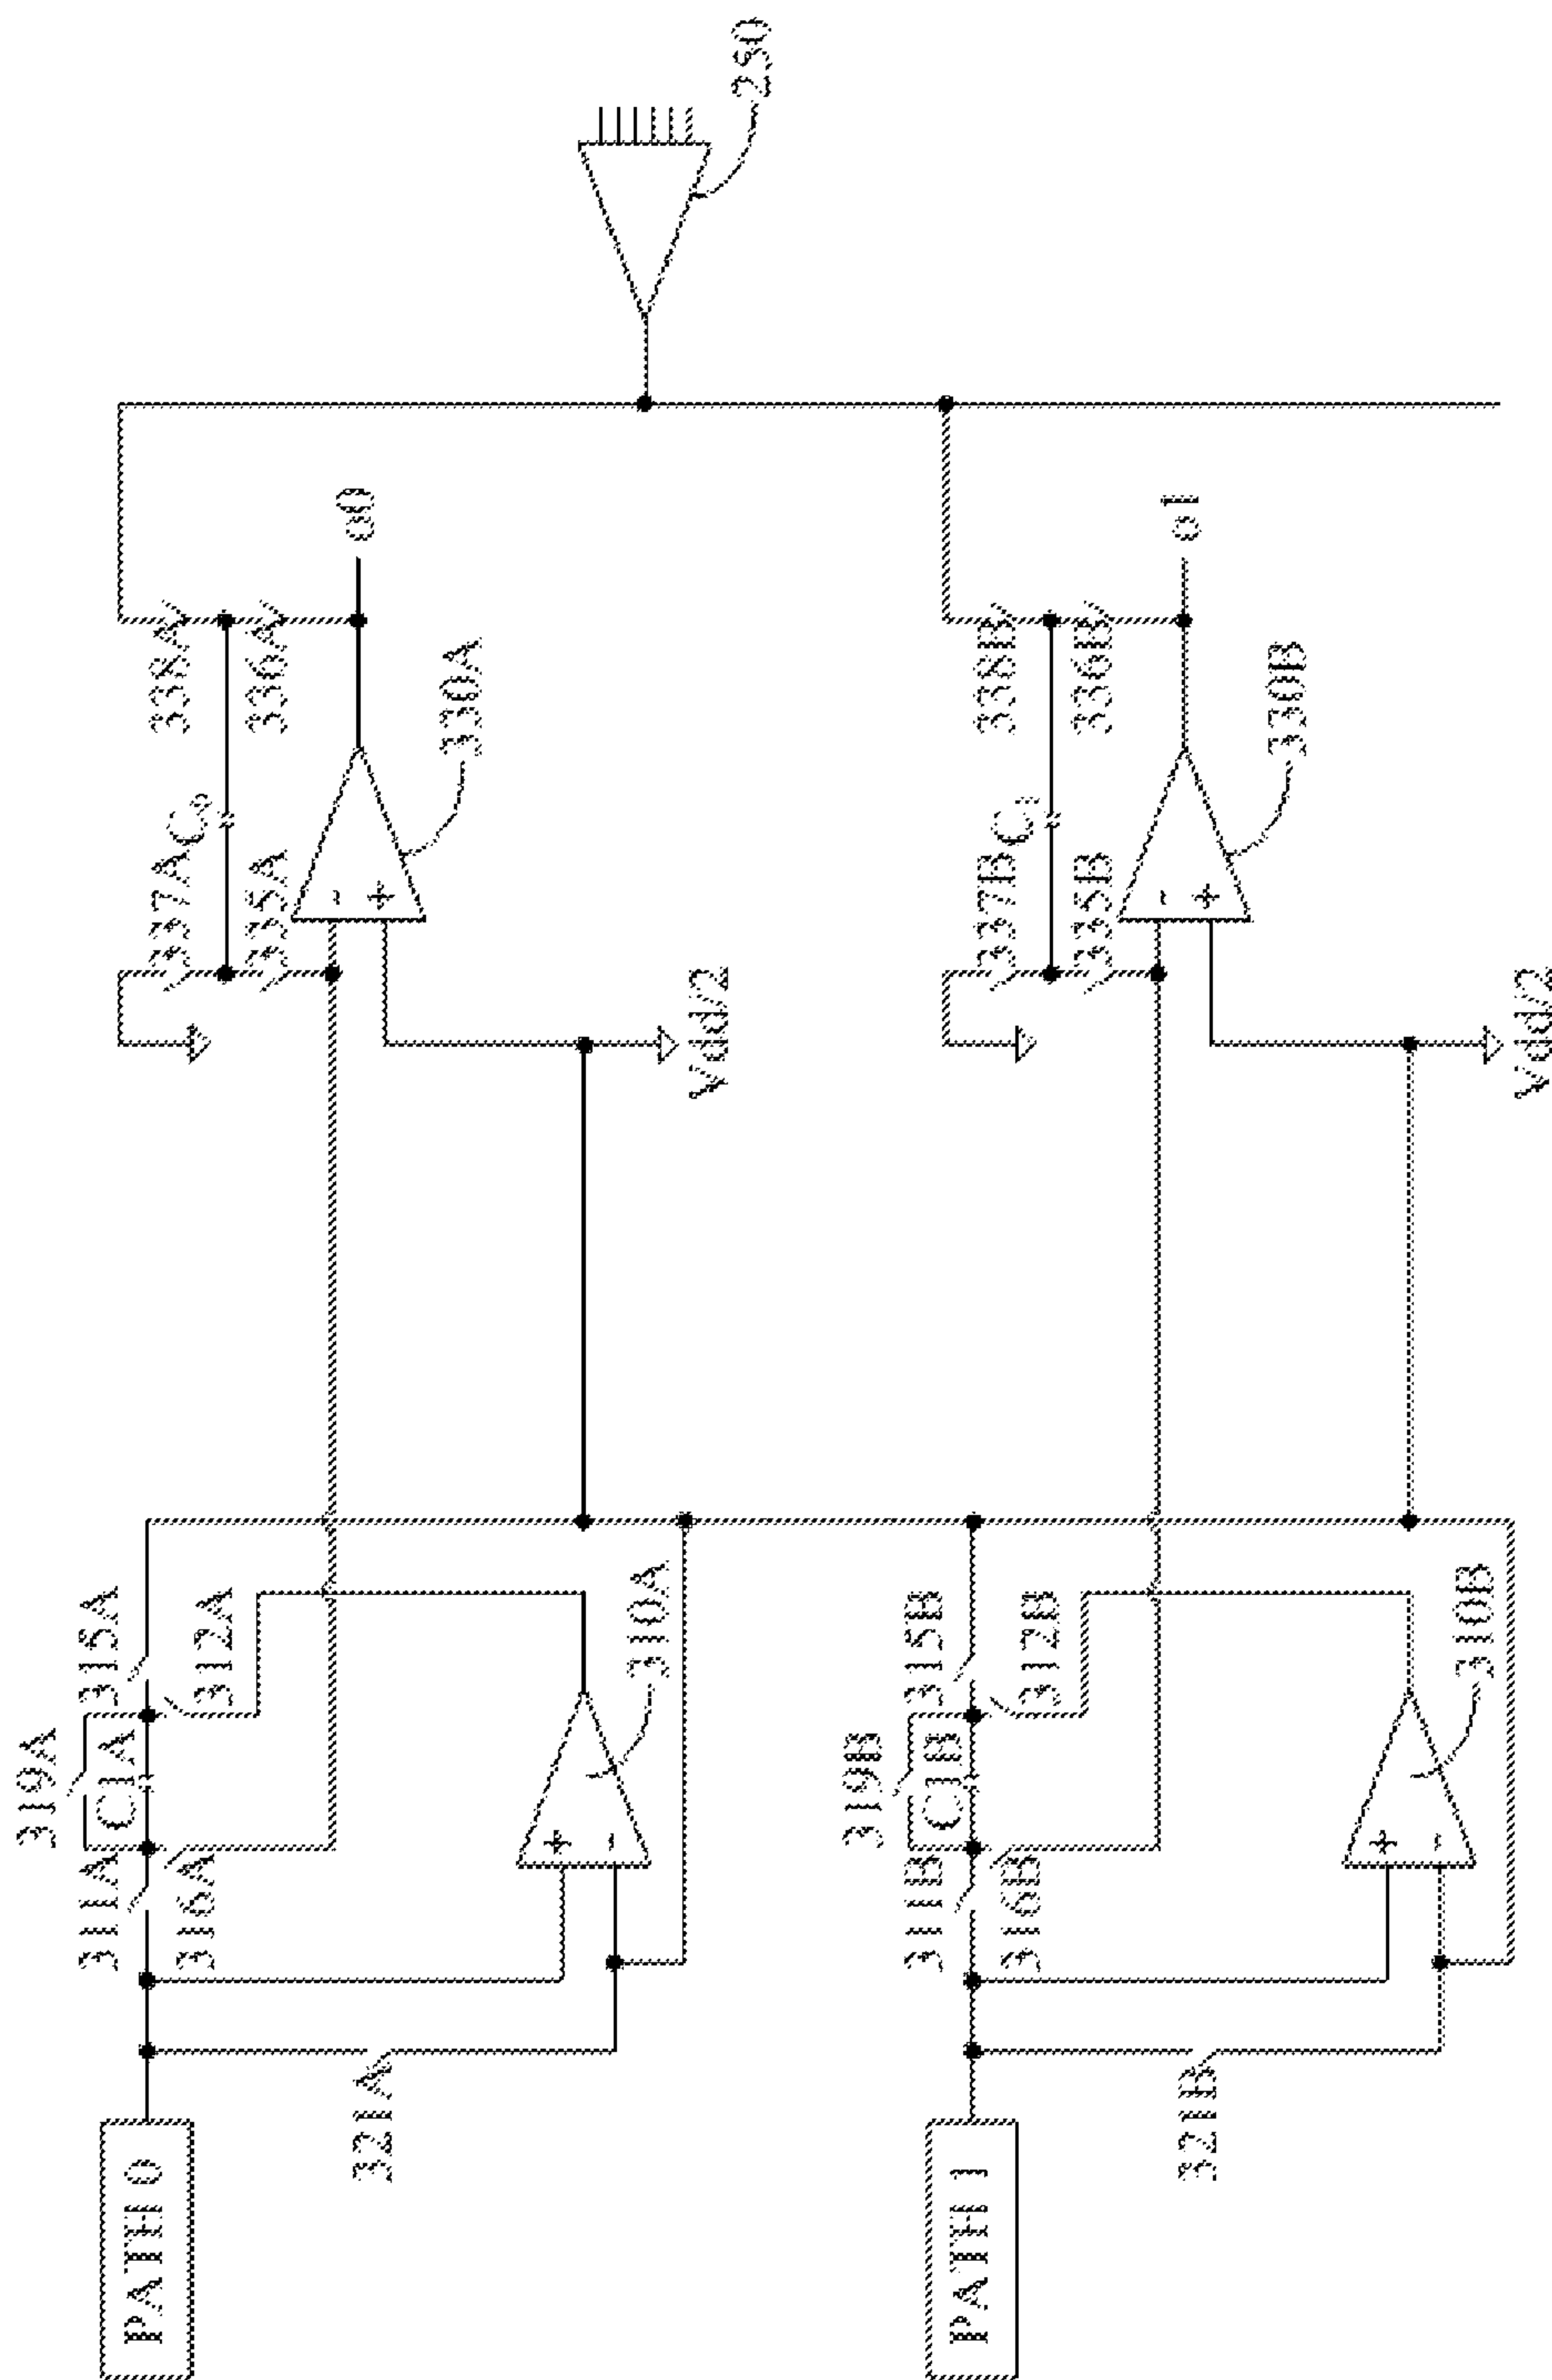 PATH 0
321A
311A
316A
319A
C1A
315A
312A
+
-
310A
337A
C₀
338A
335A
336A
-
+
330A
o0
Vdd/2
250
PATH 1
321B
311B
316B
319B
C1B
315B
312B
+
-
310B
337B
C₁
338B
335B
336B
-
+
330B
o1
Vdd/2